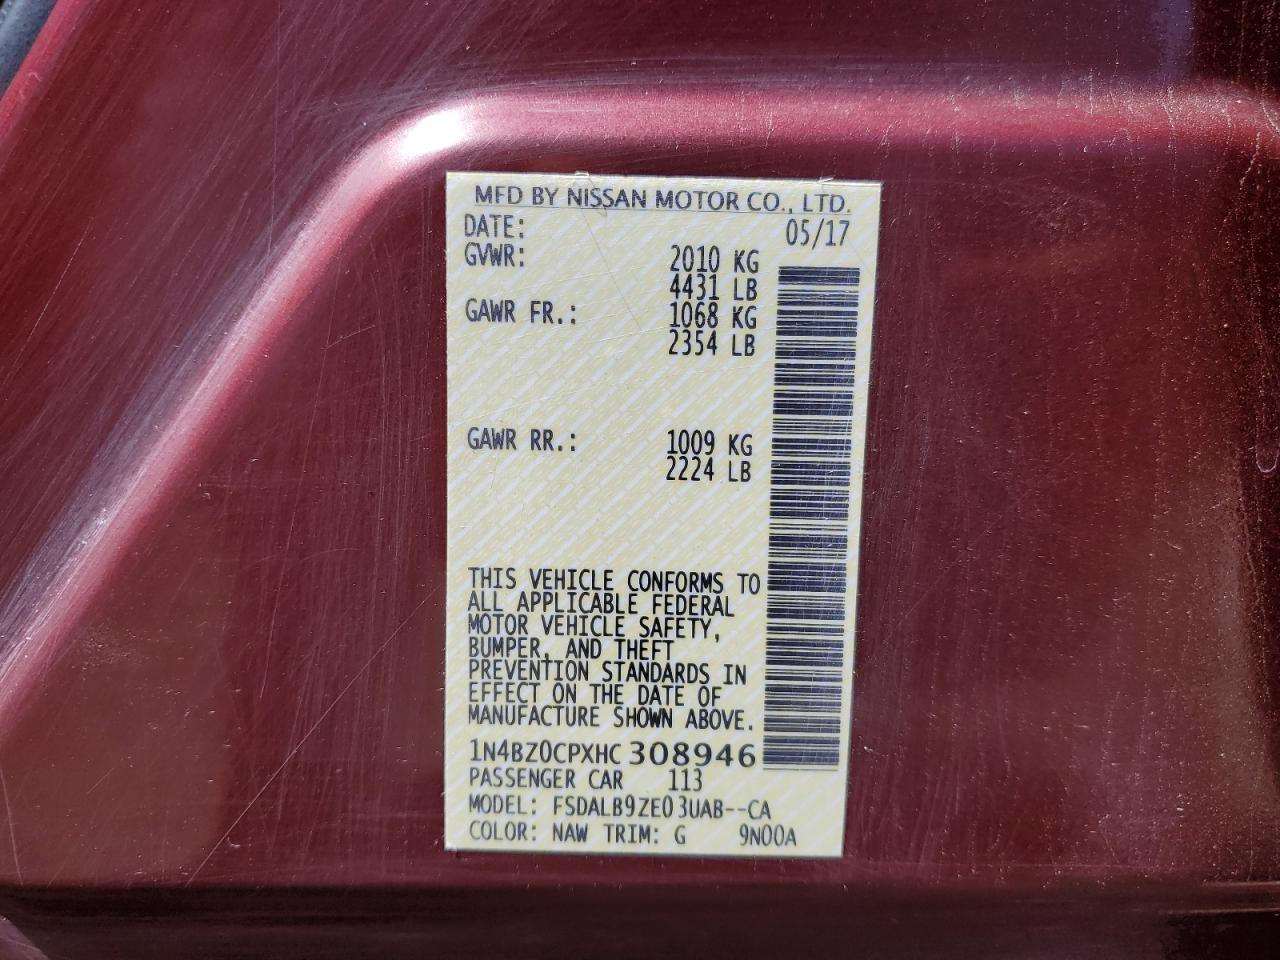 MFD BY NISSAN MOTOR CO., LTD.
DATE: 05/17
GVWR: 2010 KG
4431 LB
GAWR FR.: 1068 KG
2354 LB
GAWR RR.: 1009 KG
2224 LB
THIS VEHICLE CONFORMS TO
ALL APPLICABLE FEDERAL
MOTOR VEHICLE SAFETY,
BUMPER, AND THEFT
PREVENTION STANDARDS IN
EFFECT ON THE DATE OF
MANUFACTURE SHOWN ABOVE.
1N4BZ0CPXHC 308946
PASSENGER CAR 113
MODEL: FSDALB9ZE03UAB--CA
COLOR: NAW TRIM: G 9N00A